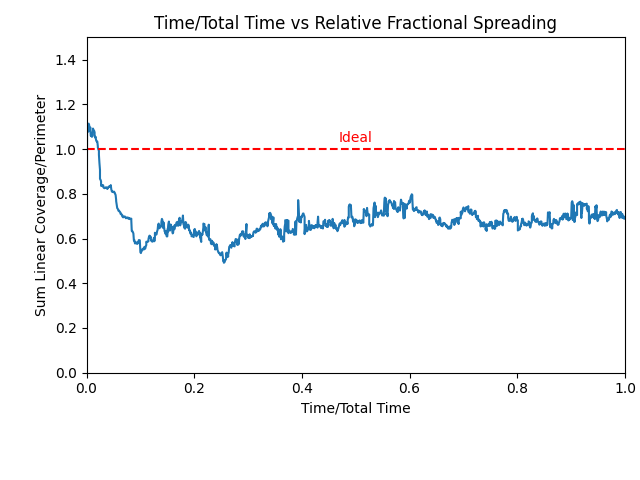 Time/Total Time vs Relative Fractional Spreading
Sum Linear Coverage/Perimeter
1.4
1.2
1.0
0.8
0.6
0.4
0.2
0.0
Ideal
0.0 0.2 0.4 0.6 0.8 1.0
Time/Total Time